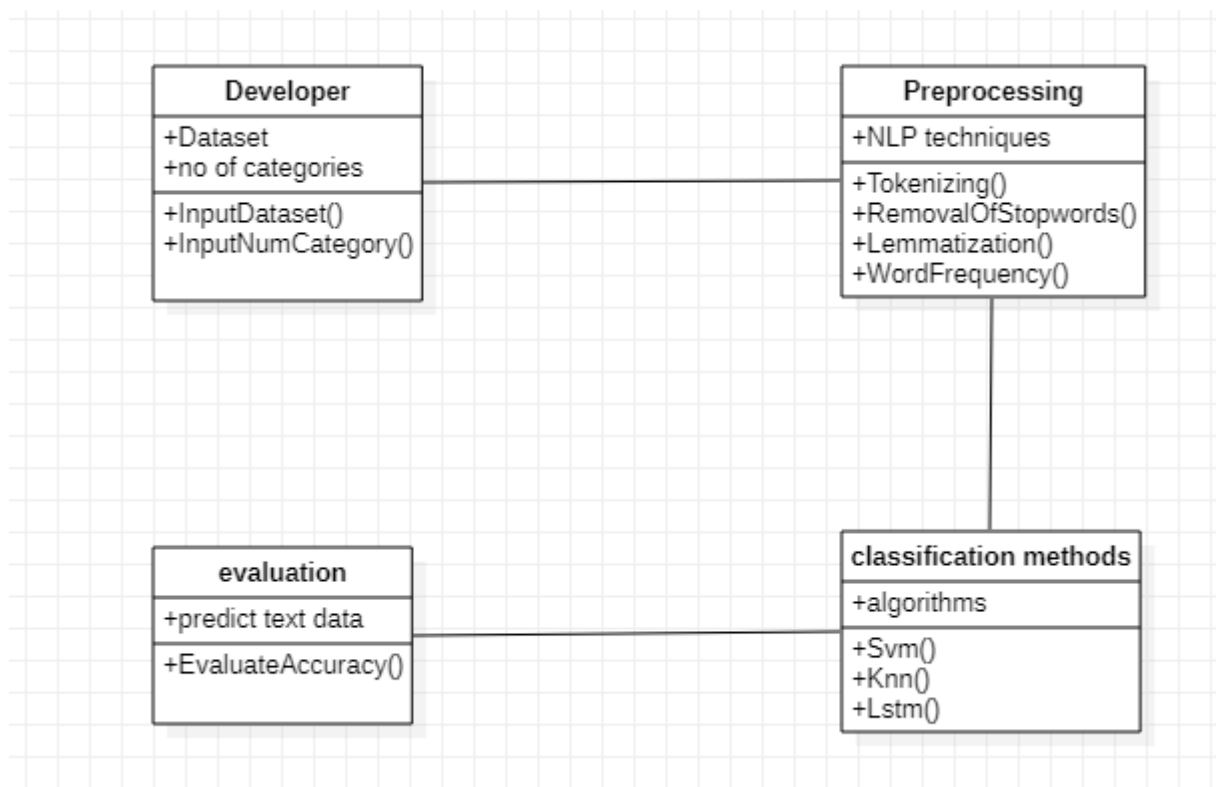 Developer
+Dataset
+no of categories
+InputDataset()
+InputNumCategory()
Preprocessing
+NLP techniques
+Tokenizing()
+RemovalOfStopwords()
+Lemmatization()
+WordFrequency()
evaluation
+predict text data
+EvaluateAccuracy()
classification methods
+algorithms
+Svm()
+Knn()
+Lstm()